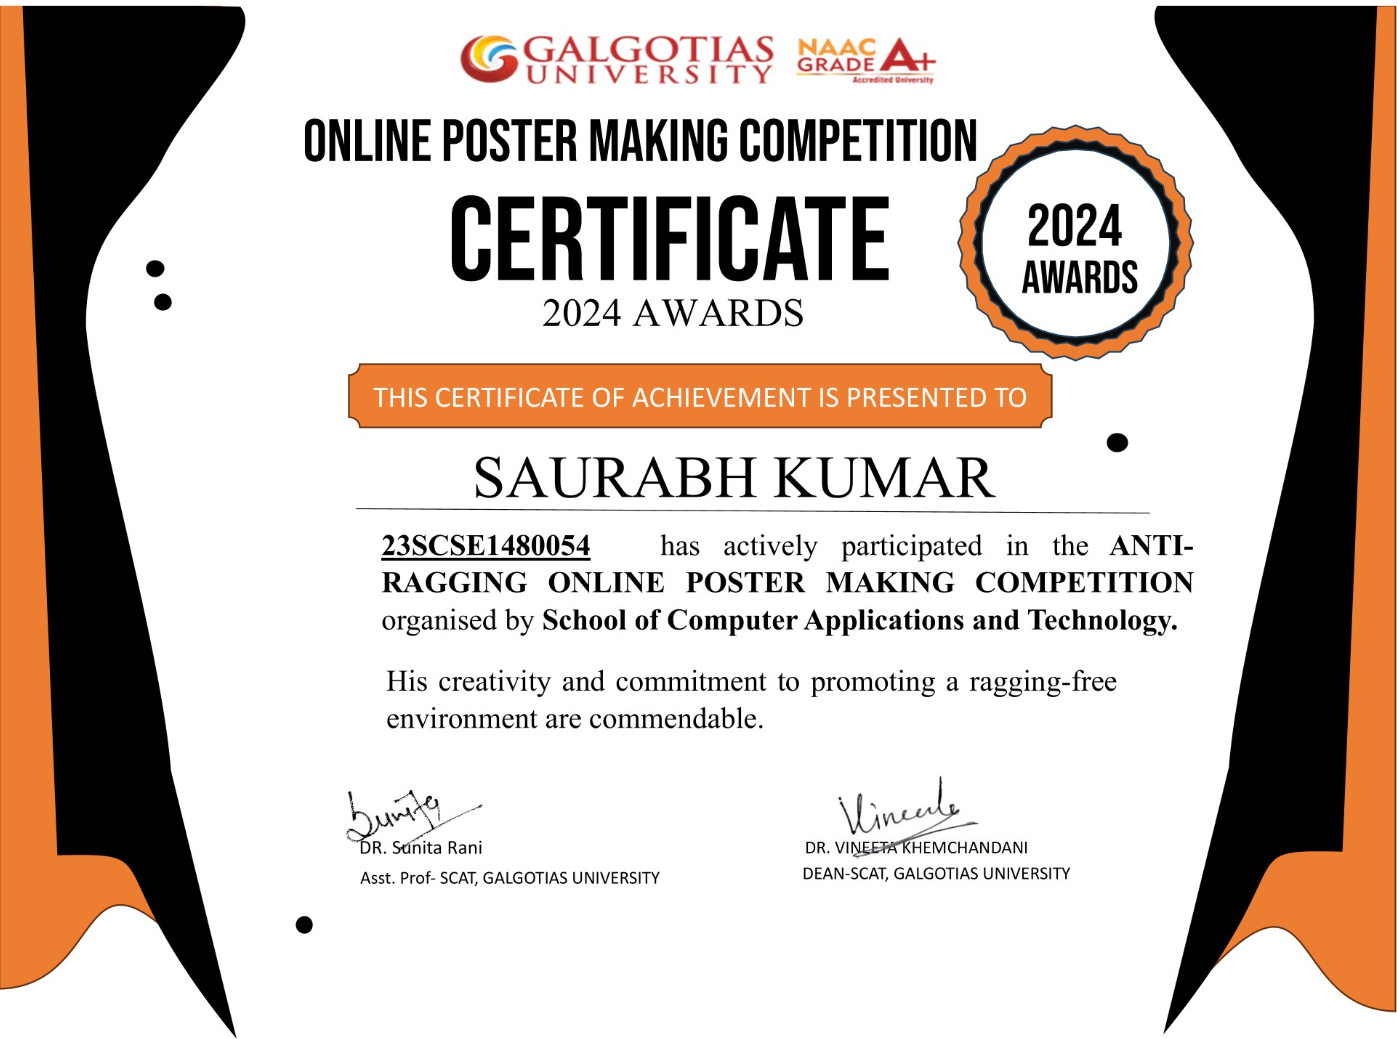 GALGOTIAS
UNIVERSITY
NAAC
GRADE A+
Accredited University
ONLINE POSTER MAKING COMPETITION
CERTIFICATE
2024 AWARDS
2024
AWARDS
THIS CERTIFICATE OF ACHIEVEMENT IS PRESENTED TO
SAURABH KUMAR
23SCSE1480054 has actively participated in the ANTI-
RAGGING ONLINE POSTER MAKING COMPETITION
organised by School of Computer Applications and Technology.
His creativity and commitment to promoting a ragging-free
environment are commendable.
Sunita
DR. Sunita Rani
Asst. Prof- SCAT, GALGOTIAS UNIVERSITY
Vineeta
DR. VINEETA KHEMCHANDANI
DEAN-SCAT, GALGOTIAS UNIVERSITY